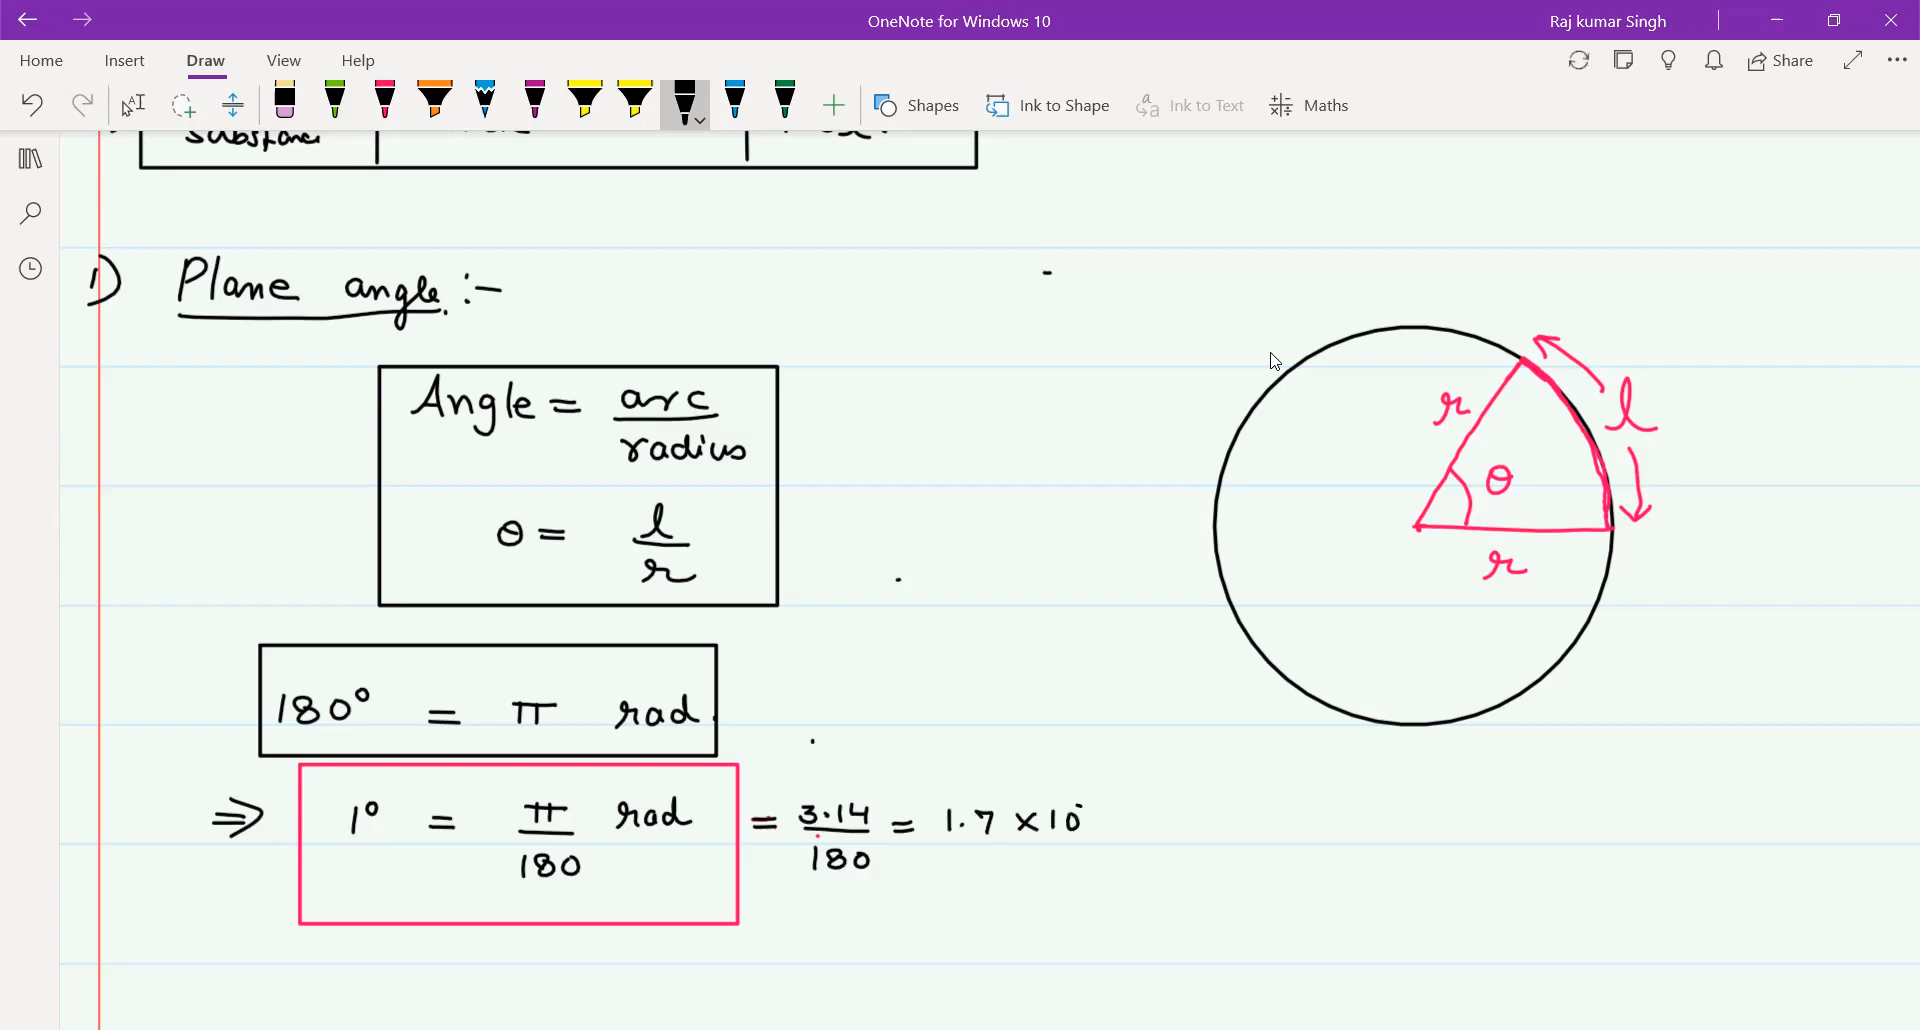 OneNote for Windows 10
Raj kumar Singh
Home Insert Draw View Help
Share
Shapes Ink to Shape Ink to Text Maths
substance
1) Plane angle :-
Angle = arc / radius
θ = l / r
180° = π rad.
⇒ 1° = π/180 rad = 3.14/180 = 1.7 × 10⁻
r
l
θ
r